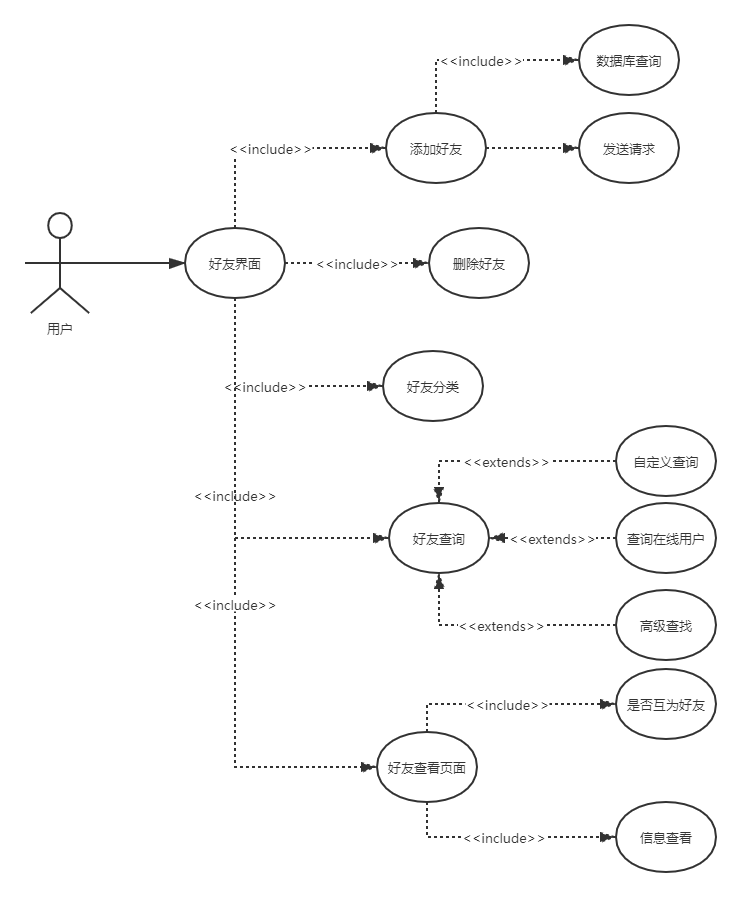 <<include>>
数据库查询
<<include>>
添加好友
发送请求
用户
好友界面
<<include>>
删除好友
<<include>>
好友分类
<<include>>
<<include>>
好友查询
<<extends>>
自定义查询
<<extends>>
查询在线用户
<<extends>>
高级查找
好友查看页面
<<include>>
是否互为好友
<<include>>
信息查看